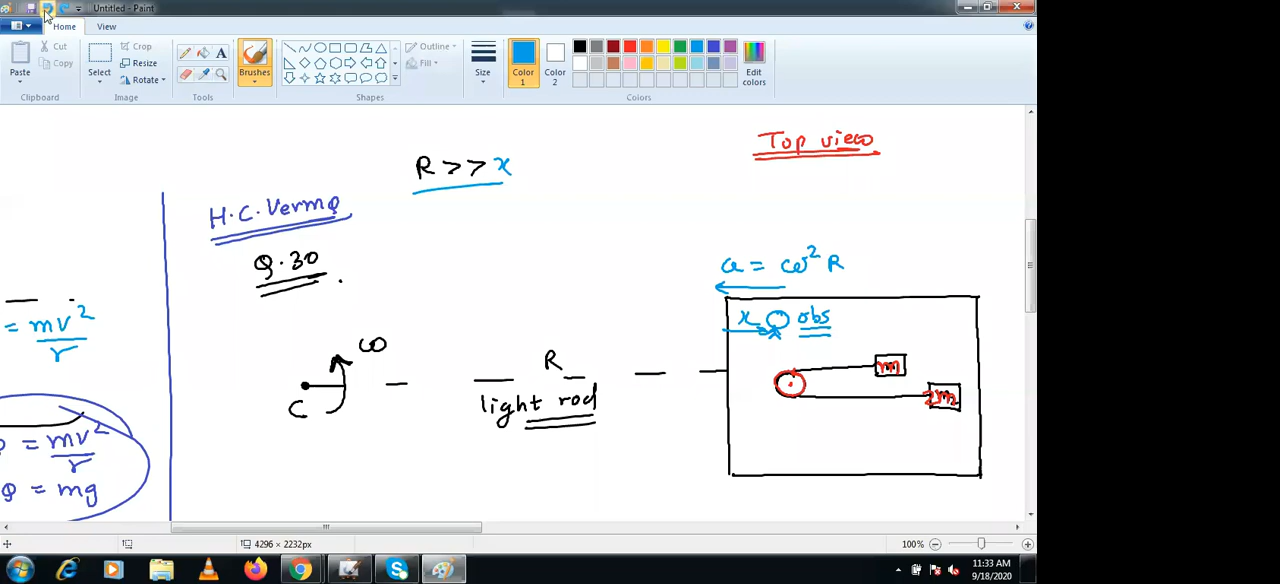 Untitled - Paint
Home
View
Paste
Cut
Copy
Clipboard
Select
Crop
Resize
Rotate
Image
A
Tools
Brushes
Outline
Fill
Shapes
Size
Color 1
Color 2
Edit colors
Colors
R >> x
Top view
H.C. Verma
Q.30
= mv²/r
= mv²/r
= mg
ω
C
R
light rod
a = ω²R
x
obs
m
2m
4296 × 2232px
100%
11:33 AM
9/18/2020